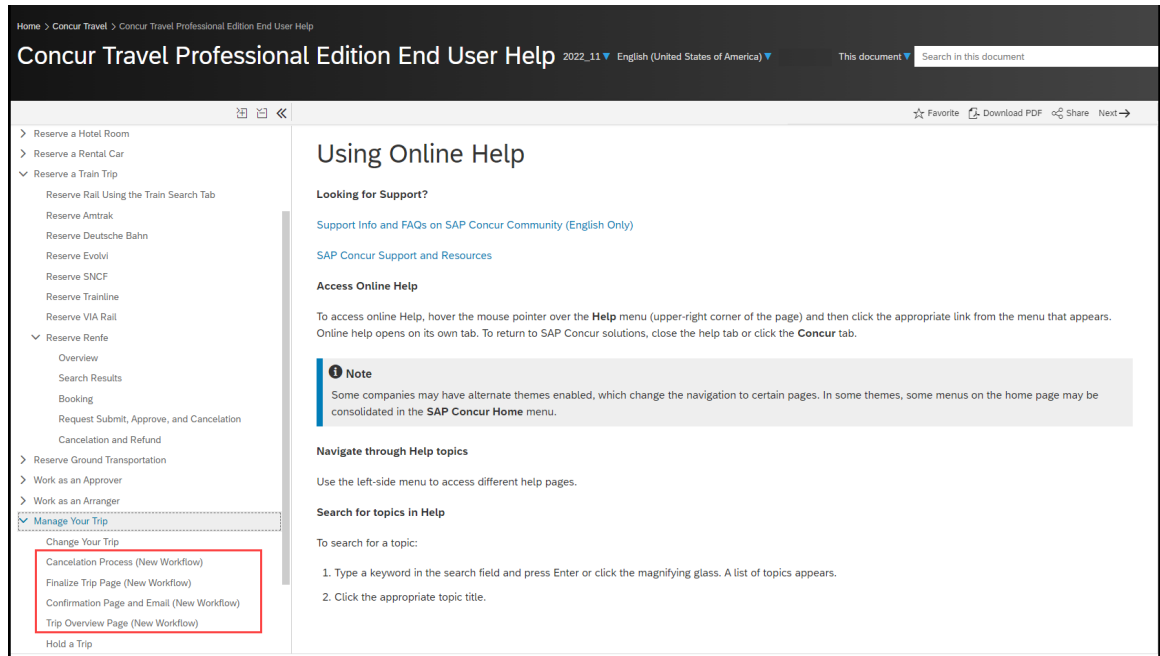 Home > Concur Travel > Concur Travel Professional Edition End User Help
Concur Travel Professional Edition End User Help 2022_11 English (United States of America) This document Search in this document
Favorite Download PDF Share Next
Reserve a Hotel Room
Reserve a Rental Car
Reserve a Train Trip
Reserve Rail Using the Train Search Tab
Reserve Amtrak
Reserve Deutsche Bahn
Reserve Evolvi
Reserve SNCF
Reserve Trainline
Reserve VIA Rail
Reserve Renfe
Overview
Search Results
Booking
Request Submit, Approve, and Cancelation
Cancelation and Refund
Reserve Ground Transportation
Work as an Approver
Work as an Arranger
Manage Your Trip
Change Your Trip
Cancelation Process (New Workflow)
Finalize Trip Page (New Workflow)
Confirmation Page and Email (New Workflow)
Trip Overview Page (New Workflow)
Hold a Trip
Using Online Help
Looking for Support?
Support Info and FAQs on SAP Concur Community (English Only)
SAP Concur Support and Resources
Access Online Help
To access online Help, hover the mouse pointer over the Help menu (upper-right corner of the page) and then click the appropriate link from the menu that appears.
Online help opens on its own tab. To return to SAP Concur solutions, close the help tab or click the Concur tab.
Note
Some companies may have alternate themes enabled, which change the navigation to certain pages. In some themes, some menus on the home page may be
consolidated in the SAP Concur Home menu.
Navigate through Help topics
Use the left-side menu to access different help pages.
Search for topics in Help
To search for a topic:
1. Type a keyword in the search field and press Enter or click the magnifying glass. A list of topics appears.
2. Click the appropriate topic title.